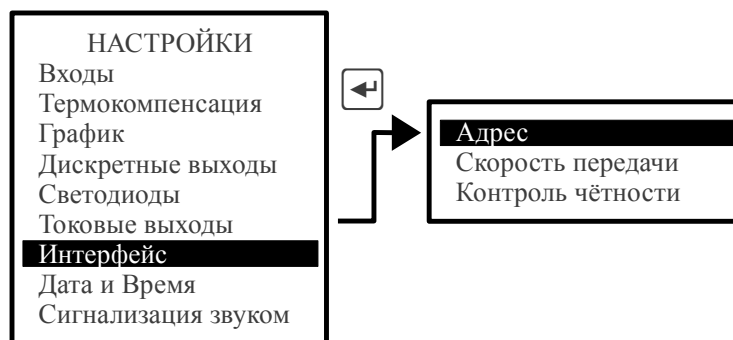 НАСТРОЙКИ
Входы
Термокомпенсация
График
Дискретные выходы
Светодиоды
Токовые выходы
Интерфейс
Дата и Время
Сигнализация звуком
Адрес
Скорость передачи
Контроль чётности